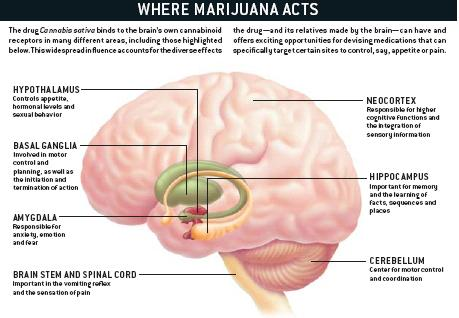 WHERE MARIJUANA ACTS
The drug Cannabis sativa binds to the brain's own cannabinoid
receptors in many different areas, including those highlighted
below. This widespread influence accounts for the diverse effects
the drug—and its relatives made by the brain—can have and
offers exciting opportunities for devising medications that can
specifically target certain sites to control, say, appetite or pain.
HYPOTHALAMUS
Controls appetite,
hormonal levels and
sexual behavior
BASAL GANGLIA
Involved in motor
control and
planning, as well as
the initiation and
termination of action
AMYGDALA
Responsible for
anxiety, emotion
and fear
BRAIN STEM AND SPINAL CORD
Important in the vomiting reflex
and the sensation of pain
NEOCORTEX
Responsible for higher
cognitive functions and
the integration of
sensory information
HIPPOCAMPUS
Important for memory
and the learning of
facts, sequences and
places
CEREBELLUM
Center for motor control
and coordination